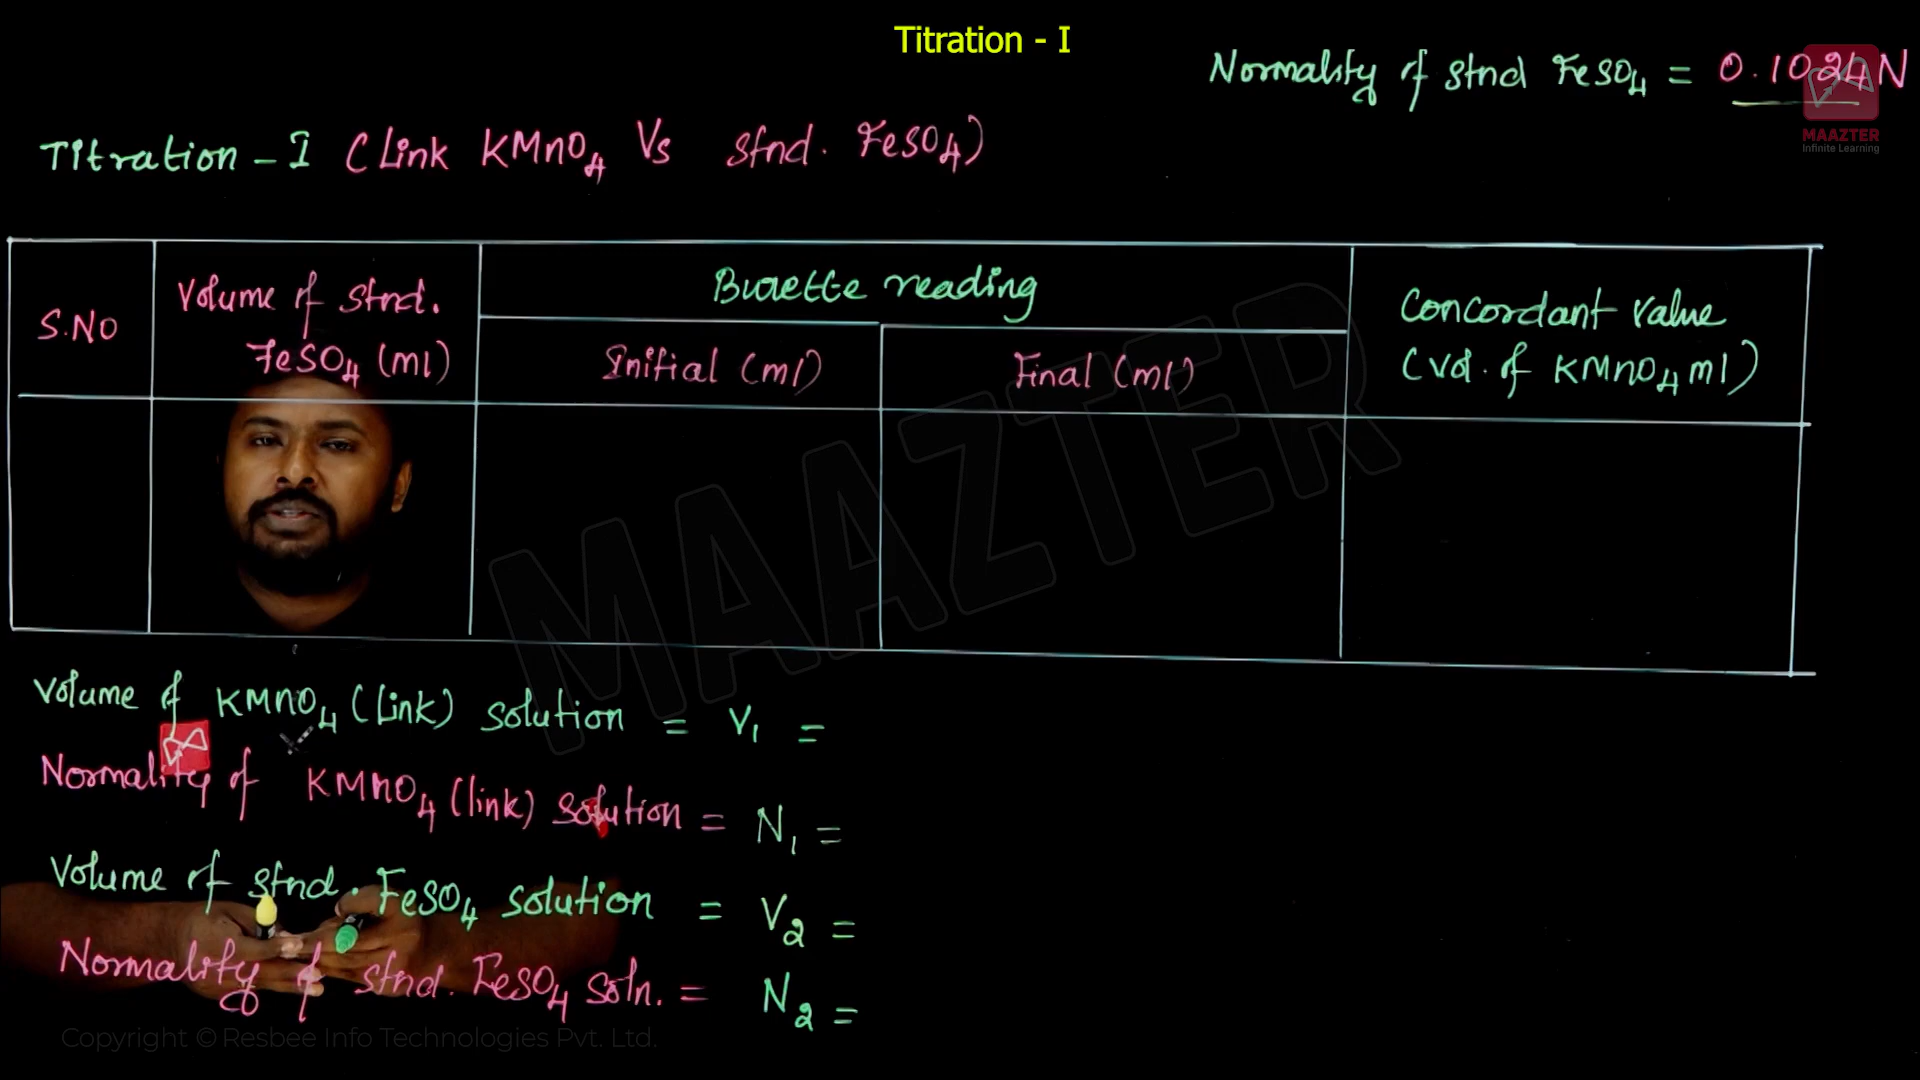 Titration - I
Normality of stnd FeSO4 = 0.1024 N
MAAZTER
Infinite Learning
Titration - I (Link KMnO4 Vs stnd. FeSO4)
S.NO
Volume of stnd. FeSO4 (ml)
Burette reading
Initial (ml)
Final (ml)
Concordant value
(Vol. of KMnO4 ml)
MAAZTER
Volume of KMnO4 (Link) solution = V1 =
Normality of KMnO4 (link) solution = N1 =
Volume of stnd. FeSO4 solution = V2 =
Normality of stnd. FeSO4 soln. = N2 =
Copyright © Resbee Info Technologies Pvt. Ltd.